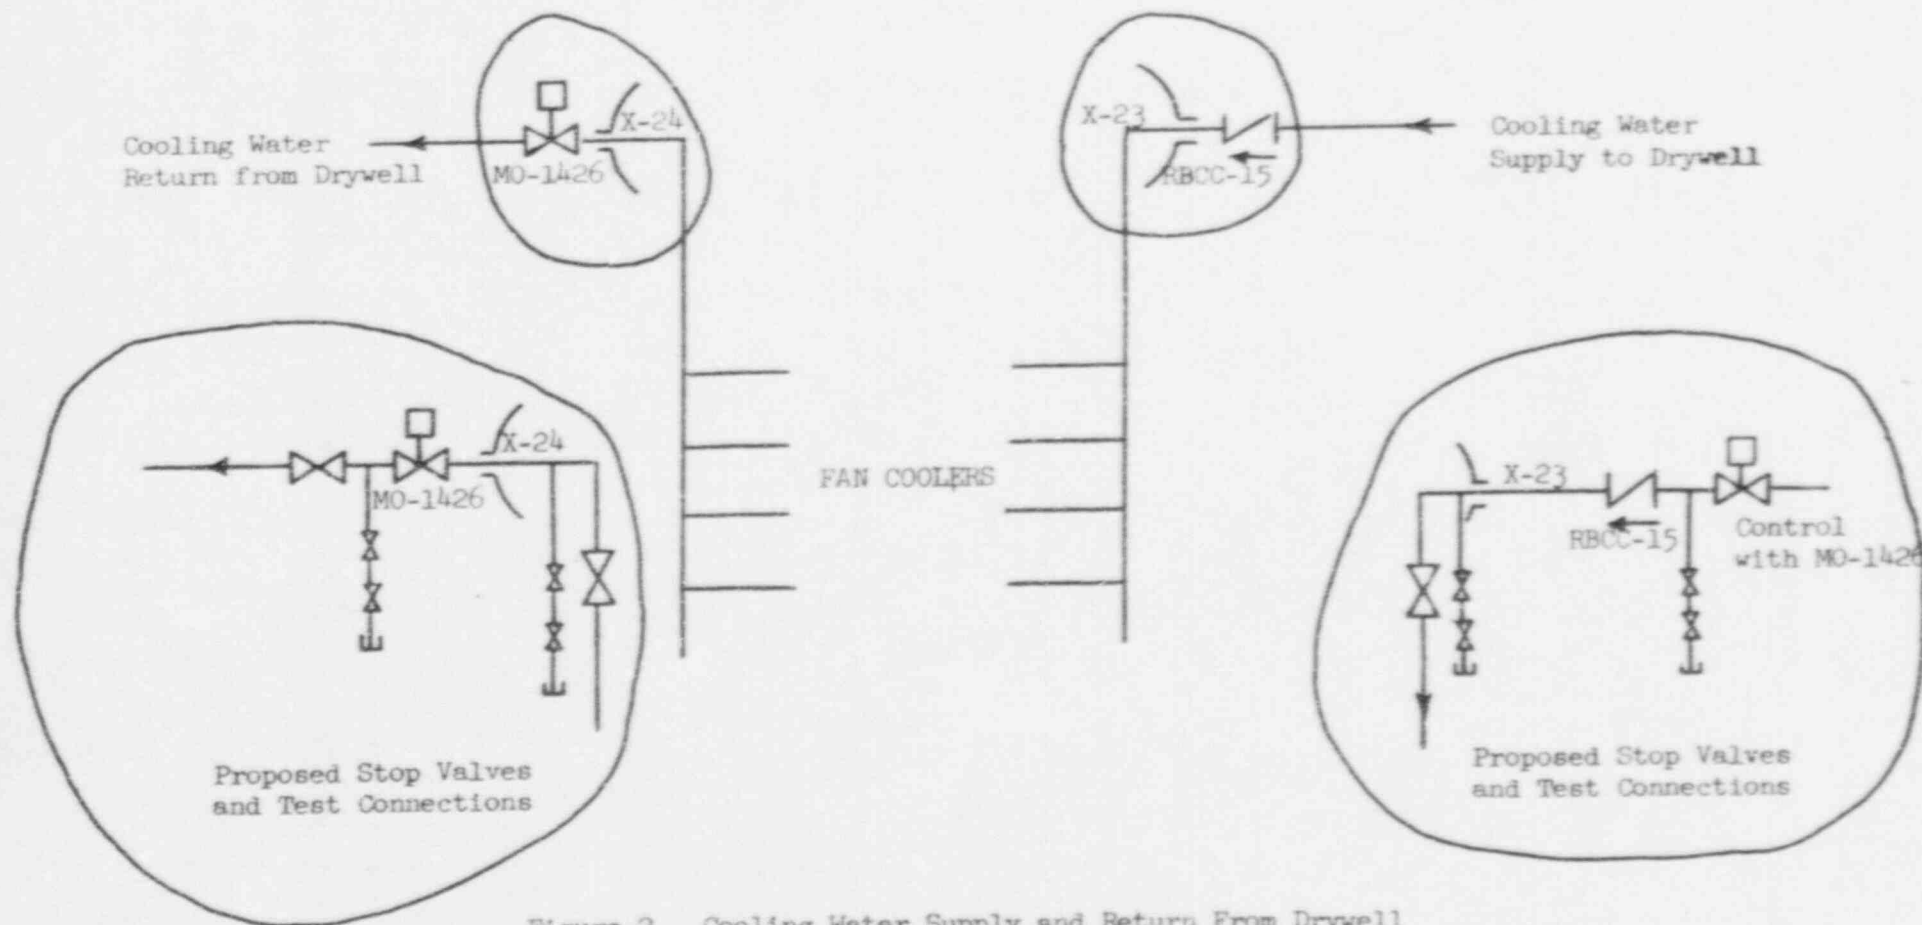 Cooling Water
Return from Drywell
MO-1426
X-24
X-23
RBCC-15
Cooling Water
Supply to Drywell
X-24
MO-1426
FAN COOLERS
X-23
RBCC-15
Control
with MO-1426
Proposed Stop Valves
and Test Connections
Proposed Stop Valves
and Test Connections
Cooling Water Supply and Return From Drywell